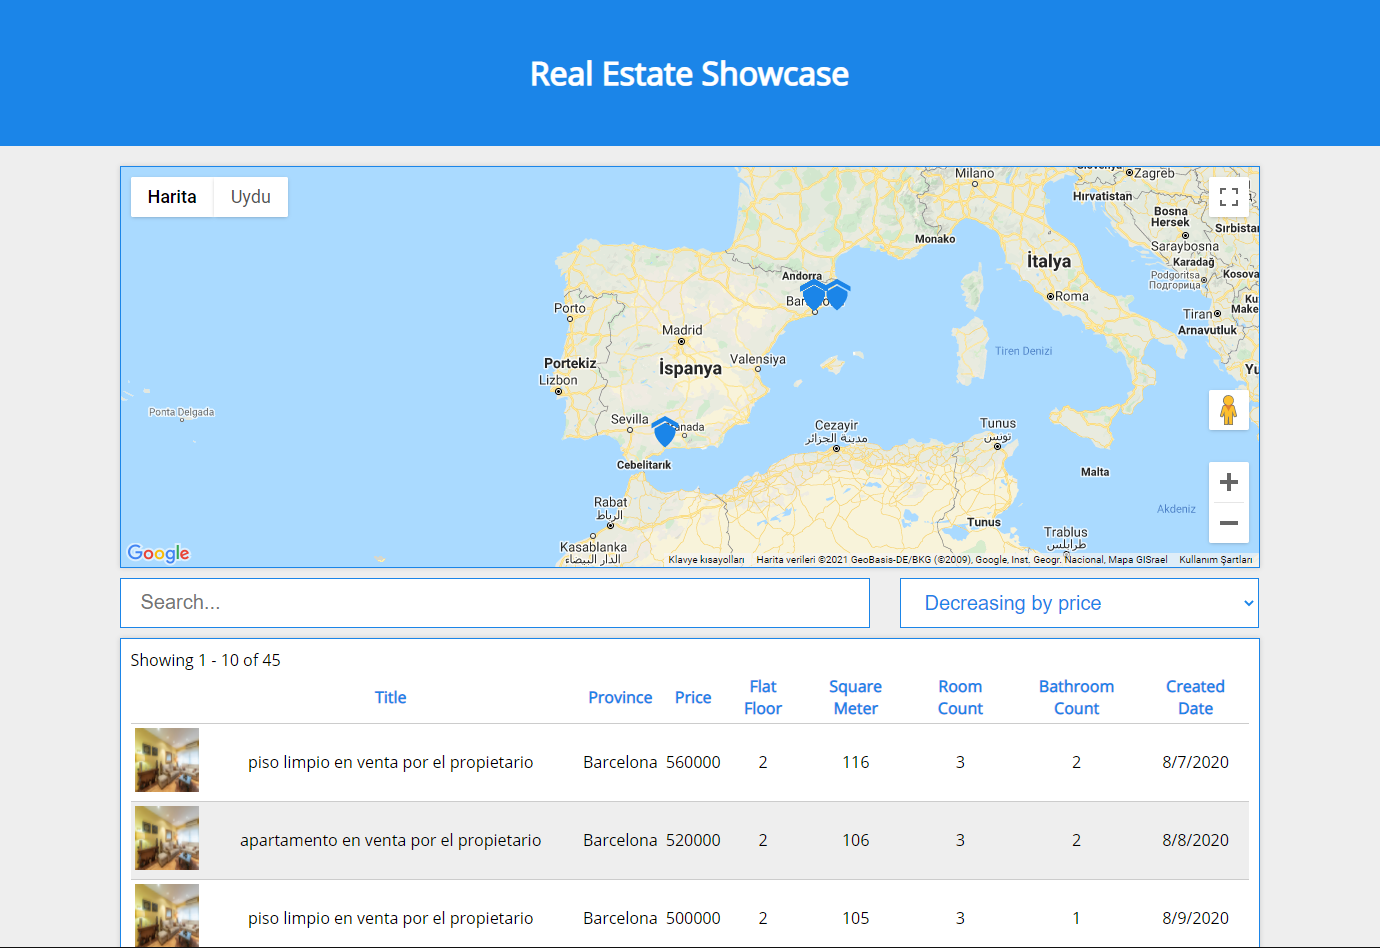 Real Estate Showcase
Harita Uydu
Milano
Zagreb
Hırvatistan
Bosna
Hersek
Saraybosna
Karadağ
Podgoritsa
Подгорица
Kosova
Monako
İtalya
Roma
Andorra
Porto
Madrid
Valensiya
Portekiz
Lizbon
İspanya
Tiren Denizi
Tiran
Arnavutluk
Ponta Delgada
Sevilla
Cebelitarık
Cezayir
مدينة الجزائر
Tunus
تونس
Malta
Akdeniz
Rabat
الرباط
Kasablanka
الدار البيضاء
Tunus
Trablus
طرابلس
Google
Klavye kısayolları Harita verileri ©2021 GeoBasis-DE/BKG (©2009), Google, Inst. Geogr. Nacional, Mapa GISrael Kullanım Şartları
Search... Decreasing by price
Showing 1 - 10 of 45
Title Province Price Flat Floor Square Meter Room Count Bathroom Count Created Date
piso limpio en venta por el propietario Barcelona 560000 2 116 3 2 8/7/2020
apartamento en venta por el propietario Barcelona 520000 2 106 3 2 8/8/2020
piso limpio en venta por el propietario Barcelona 500000 2 105 3 1 8/9/2020